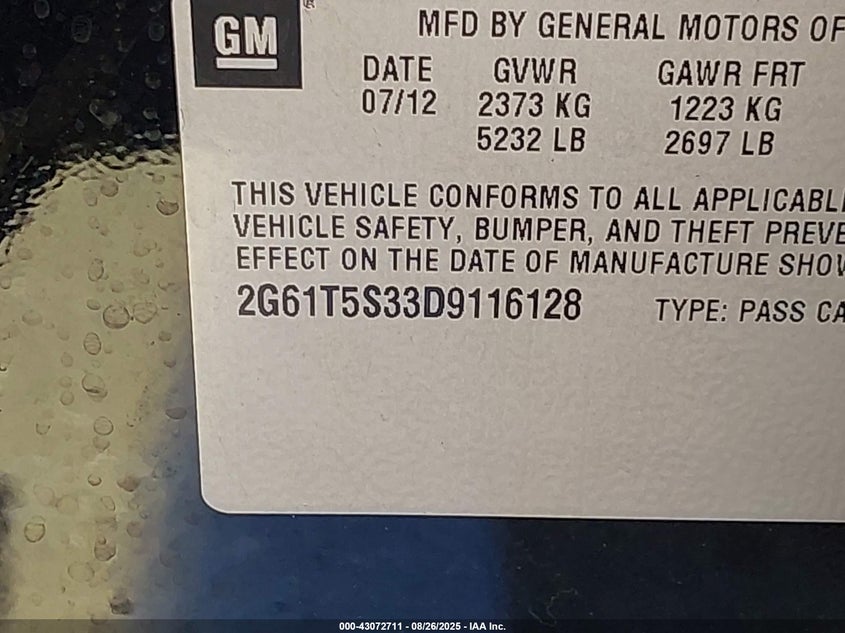 GM ®
MFD BY GENERAL MOTORS OF
DATE GVWR GAWR FRT
07/12 2373 KG 1223 KG
5232 LB 2697 LB
THIS VEHICLE CONFORMS TO ALL APPLICABL
VEHICLE SAFETY, BUMPER, AND THEFT PREVE
EFFECT ON THE DATE OF MANUFACTURE SHOW
2G61T5S33D9116128 TYPE: PASS CA
000-43072711 - 08/26/2025 - IAA Inc.